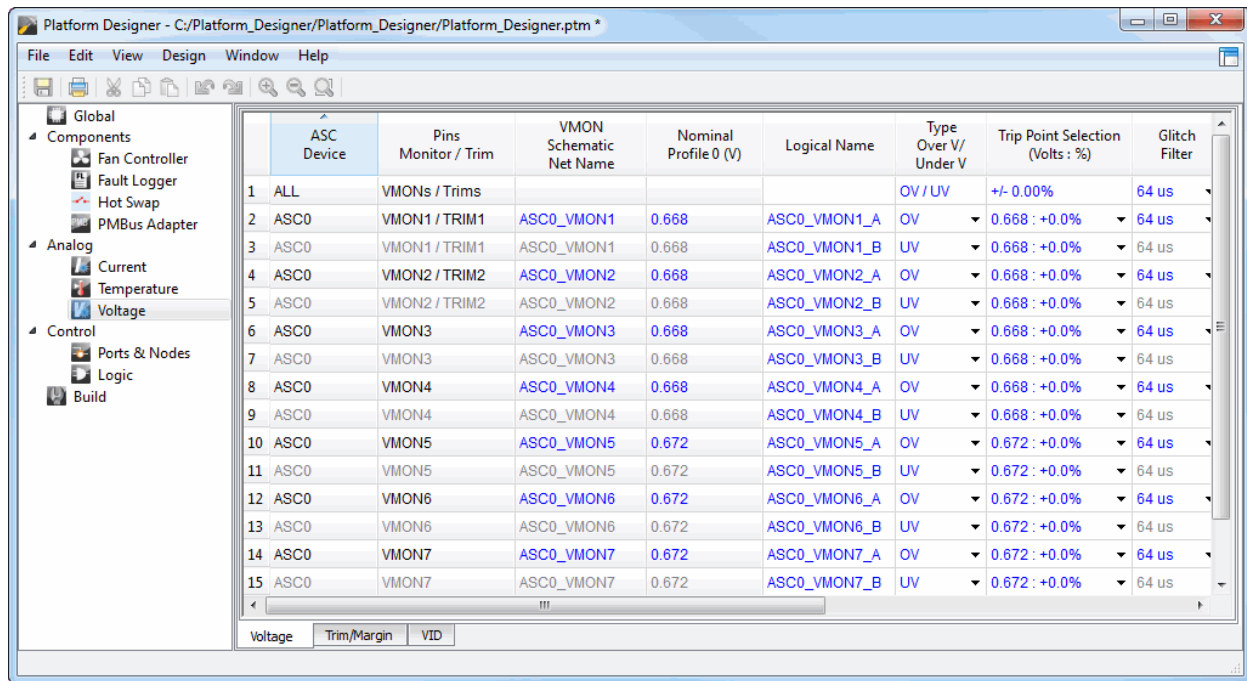 Platform Designer - C:/Platform_Designer/Platform_Designer/Platform_Designer.ptm *
File Edit View Design Window Help
Global
Components
Fan Controller
Fault Logger
Hot Swap
PMBus Adapter
Analog
Current
Temperature
Voltage
Control
Ports & Nodes
Logic
Build
ASC Device
Pins Monitor / Trim
VMON Schematic Net Name
Nominal Profile 0 (V)
Logical Name
Type Over V/ Under V
Trip Point Selection (Volts : %)
Glitch Filter
1 ALL VMONs / Trims OV / UV +/- 0.00% 64 us
2 ASC0 VMON1 / TRIM1 ASC0_VMON1 0.668 ASC0_VMON1_A OV 0.668 : +0.0% 64 us
3 ASC0 VMON1 / TRIM1 ASC0_VMON1 0.668 ASC0_VMON1_B UV 0.668 : +0.0% 64 us
4 ASC0 VMON2 / TRIM2 ASC0_VMON2 0.668 ASC0_VMON2_A OV 0.668 : +0.0% 64 us
5 ASC0 VMON2 / TRIM2 ASC0_VMON2 0.668 ASC0_VMON2_B UV 0.668 : +0.0% 64 us
6 ASC0 VMON3 ASC0_VMON3 0.668 ASC0_VMON3_A OV 0.668 : +0.0% 64 us
7 ASC0 VMON3 ASC0_VMON3 0.668 ASC0_VMON3_B UV 0.668 : +0.0% 64 us
8 ASC0 VMON4 ASC0_VMON4 0.668 ASC0_VMON4_A OV 0.668 : +0.0% 64 us
9 ASC0 VMON4 ASC0_VMON4 0.668 ASC0_VMON4_B UV 0.668 : +0.0% 64 us
10 ASC0 VMON5 ASC0_VMON5 0.672 ASC0_VMON5_A OV 0.672 : +0.0% 64 us
11 ASC0 VMON5 ASC0_VMON5 0.672 ASC0_VMON5_B UV 0.672 : +0.0% 64 us
12 ASC0 VMON6 ASC0_VMON6 0.672 ASC0_VMON6_A OV 0.672 : +0.0% 64 us
13 ASC0 VMON6 ASC0_VMON6 0.672 ASC0_VMON6_B UV 0.672 : +0.0% 64 us
14 ASC0 VMON7 ASC0_VMON7 0.672 ASC0_VMON7_A OV 0.672 : +0.0% 64 us
15 ASC0 VMON7 ASC0_VMON7 0.672 ASC0_VMON7_B UV 0.672 : +0.0% 64 us
Voltage Trim/Margin VID